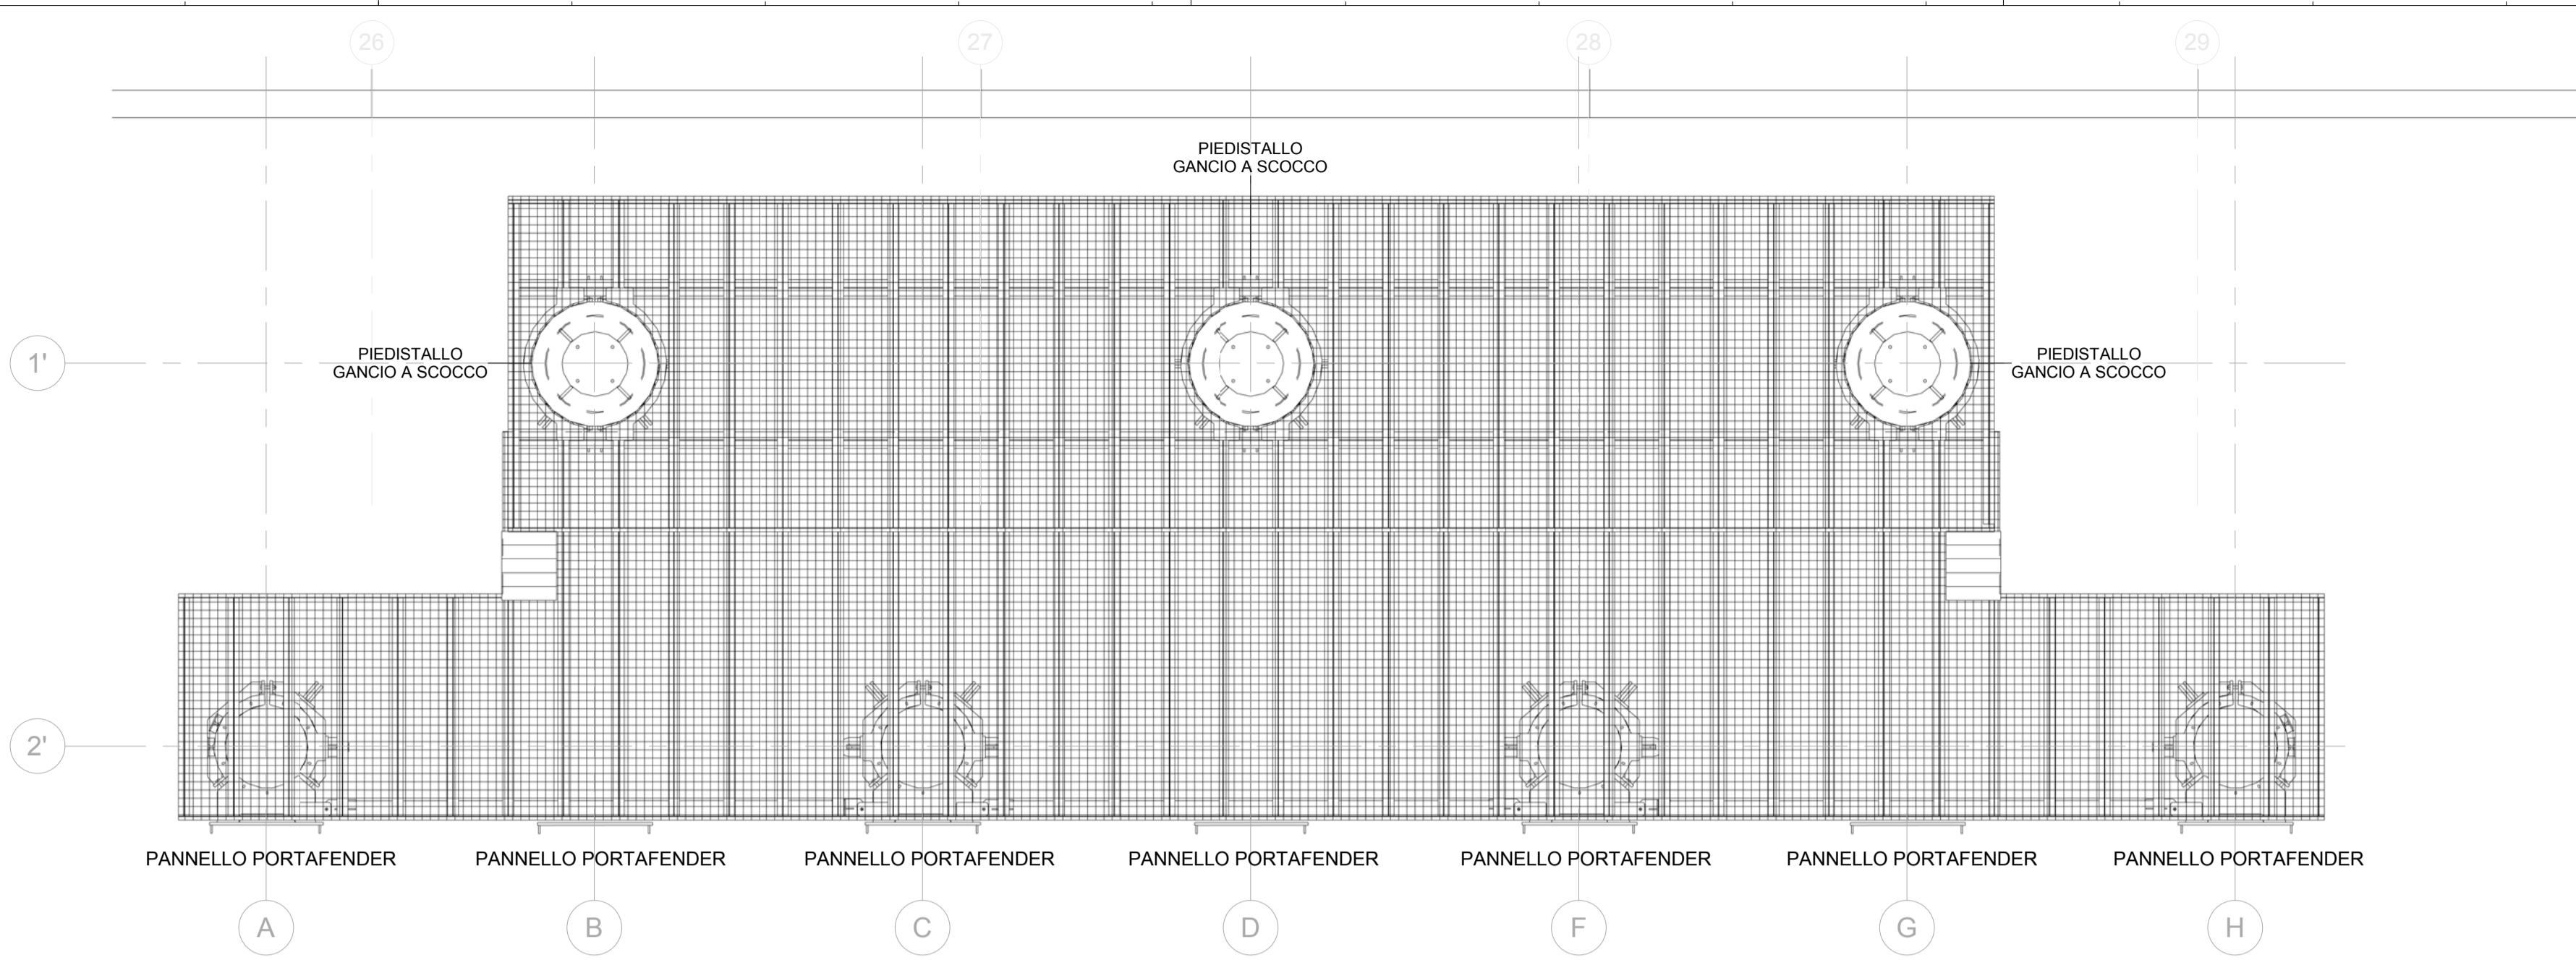 26
27
28
29
PIEDISTALLO
GANCIO A SCOCCO
1'
PIEDISTALLO
GANCIO A SCOCCO
PIEDISTALLO
GANCIO A SCOCCO
2'
PANNELLO PORTAFENDER
PANNELLO PORTAFENDER
PANNELLO PORTAFENDER
PANNELLO PORTAFENDER
PANNELLO PORTAFENDER
PANNELLO PORTAFENDER
PANNELLO PORTAFENDER
A
B
C
D
F
G
H